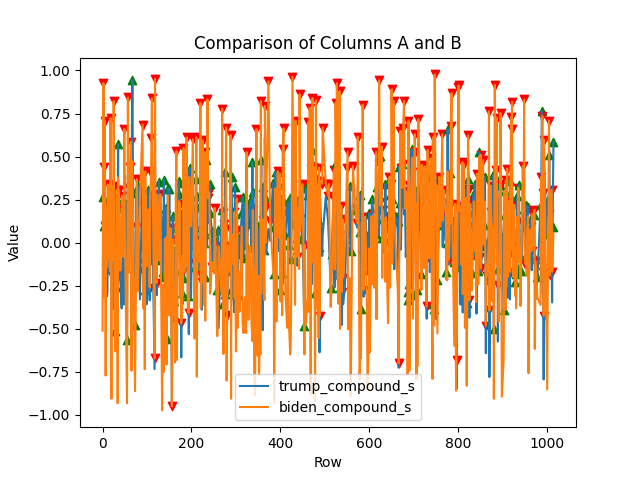 Comparison of Columns A and B
Value
1.00
0.75
0.50
0.25
0.00
−0.25
−0.50
−0.75
−1.00
trump_compound_s
biden_compound_s
0 200 400 600 800 1000
Row